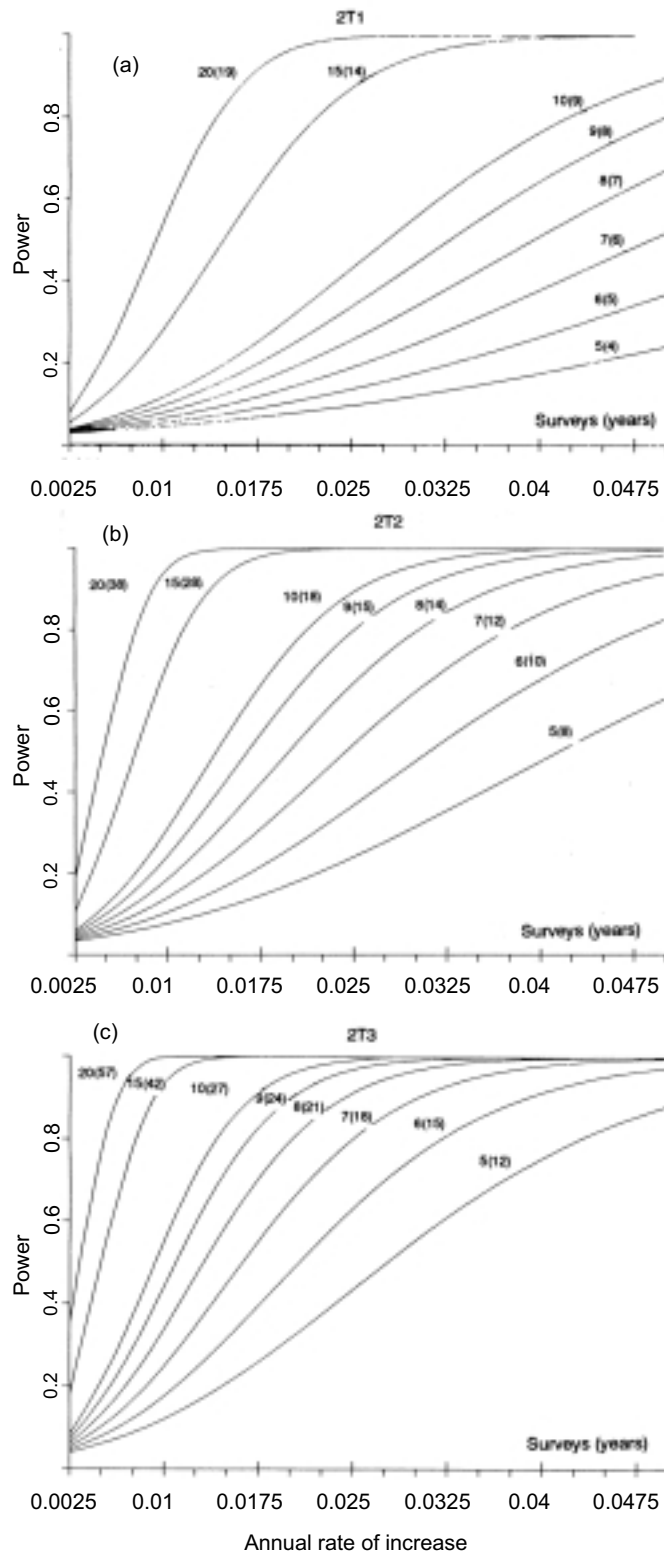 2T1
(a)
20(19)
15(14)
10(9)
9(8)
8(7)
7(6)
6(5)
5(4)
Power
0.8
0.6
0.4
0.2
Surveys (years)
0.0025 0.01 0.0175 0.025 0.0325 0.04 0.0475
2T2
(b)
20(38)
15(28)
10(18)
9(15)
8(14)
7(12)
6(10)
5(8)
Power
0.8
0.6
0.4
0.2
Surveys (years)
0.0025 0.01 0.0175 0.025 0.0325 0.04 0.0475
(c)
2T3
20(57)
15(42)
10(27)
9(24)
8(21)
7(18)
6(15)
5(12)
Power
0.8
0.6
0.4
0.2
Surveys (years)
0.0025 0.01 0.0175 0.025 0.0325 0.04 0.0475
Annual rate of increase